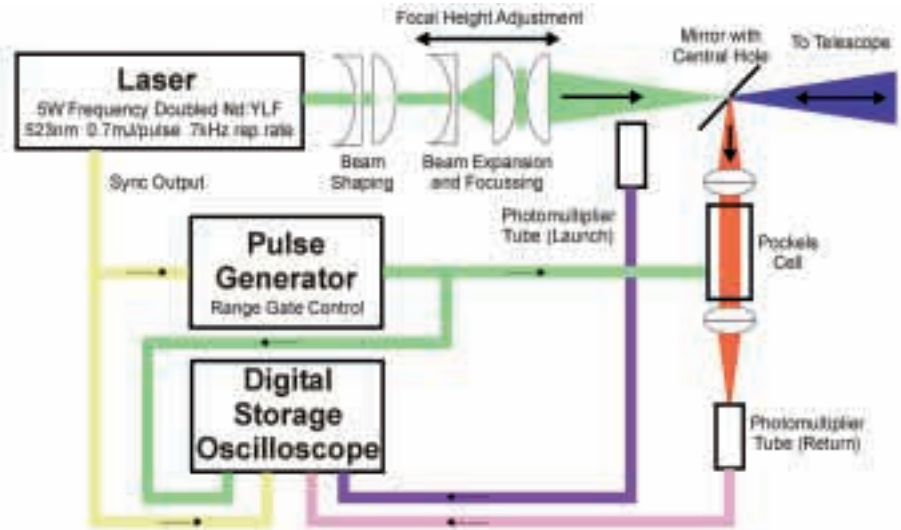 Focal Height Adjustment
Mirror with
Central Hole
To Telescope
Laser
5W Frequency Doubled Nd:YLF
523nm 0.7mJ/pulse 7kHz rep rate
Beam
Shaping
Beam Expansion
and Focussing
Sync Output
Photomultiplier
Tube (Launch)
Pockels
Cell
Pulse
Generator
Range Gate Control
Digital
Storage
Oscilloscope
Photomultiplier
Tube (Return)